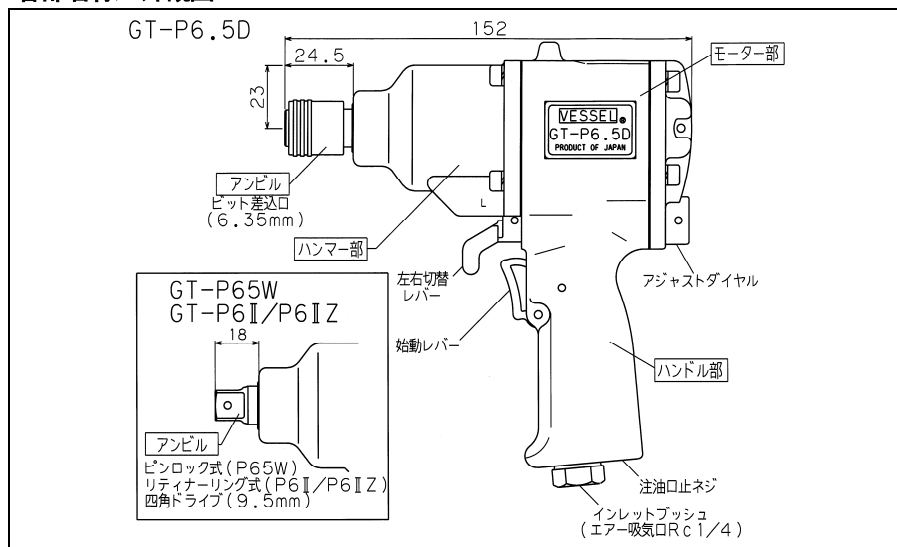 GT-P6.5D
152
24.5
23
モーター部
VESSEL®
GT-P6.5D
PRODUCT OF JAPAN
アンビル
ビット差込口
(6.35mm)
L
ハンマー部
左右切替
レバー
アジャストダイヤル
始動レバー
ハンドル部
GT-P65W
GT-P6Ⅱ/P6ⅡZ
18
アンビル
ピンロック式(P65W)
リティナーリング式(P6Ⅱ/P6ⅡZ)
四角ドライブ(9.5mm)
注油口止ネジ
インレットブッシュ
(エアー吸気口Rc1/4)